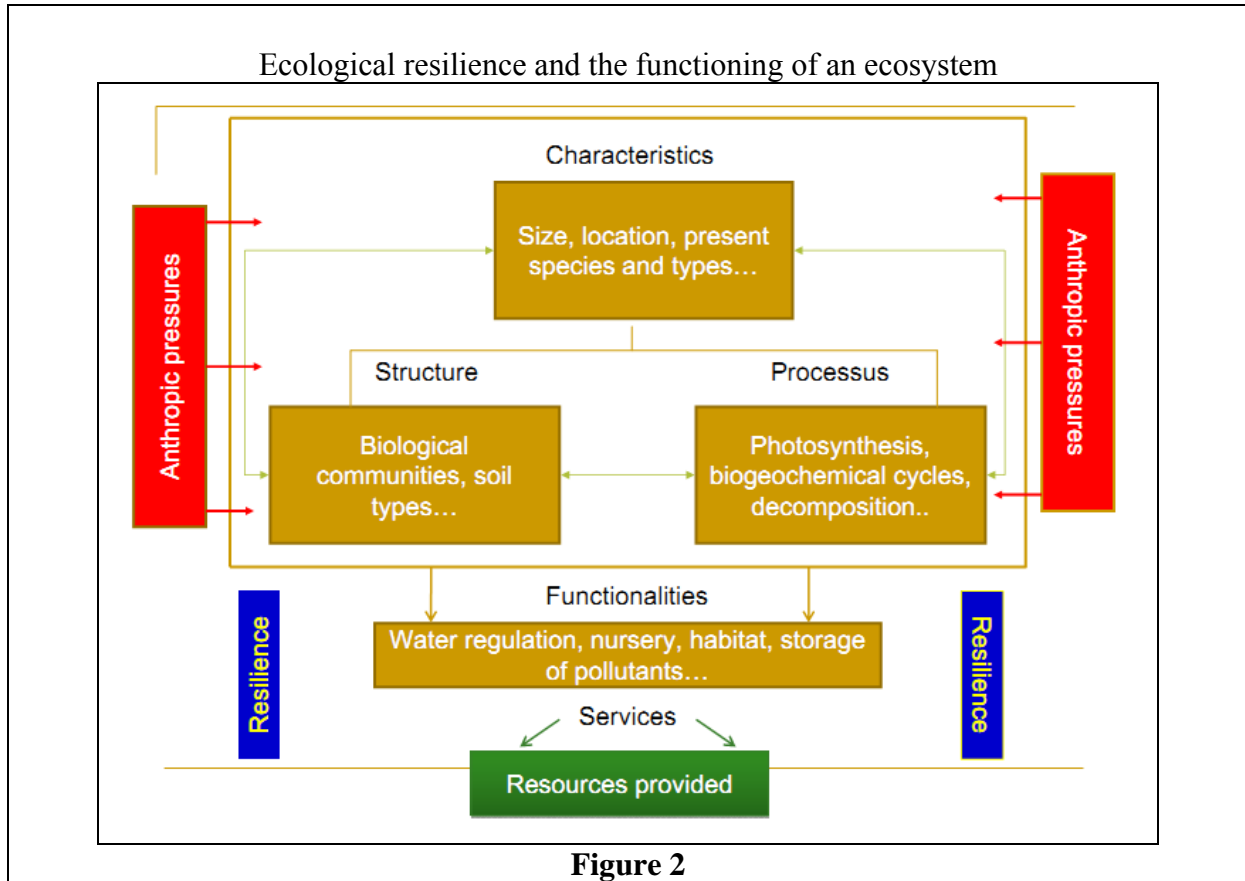 Ecological resilience and the functioning of an ecosystem
Characteristics
Size, location, present
species and types…
Anthropic pressures
Anthropic pressures
Structure
Processus
Biological
communities, soil
types…
Photosynthesis,
biogeochemical cycles,
decomposition..
Functionalities
Water regulation, nursery, habitat, storage
of pollutants…
Resilience
Resilience
Services
Resources provided
Figure 2